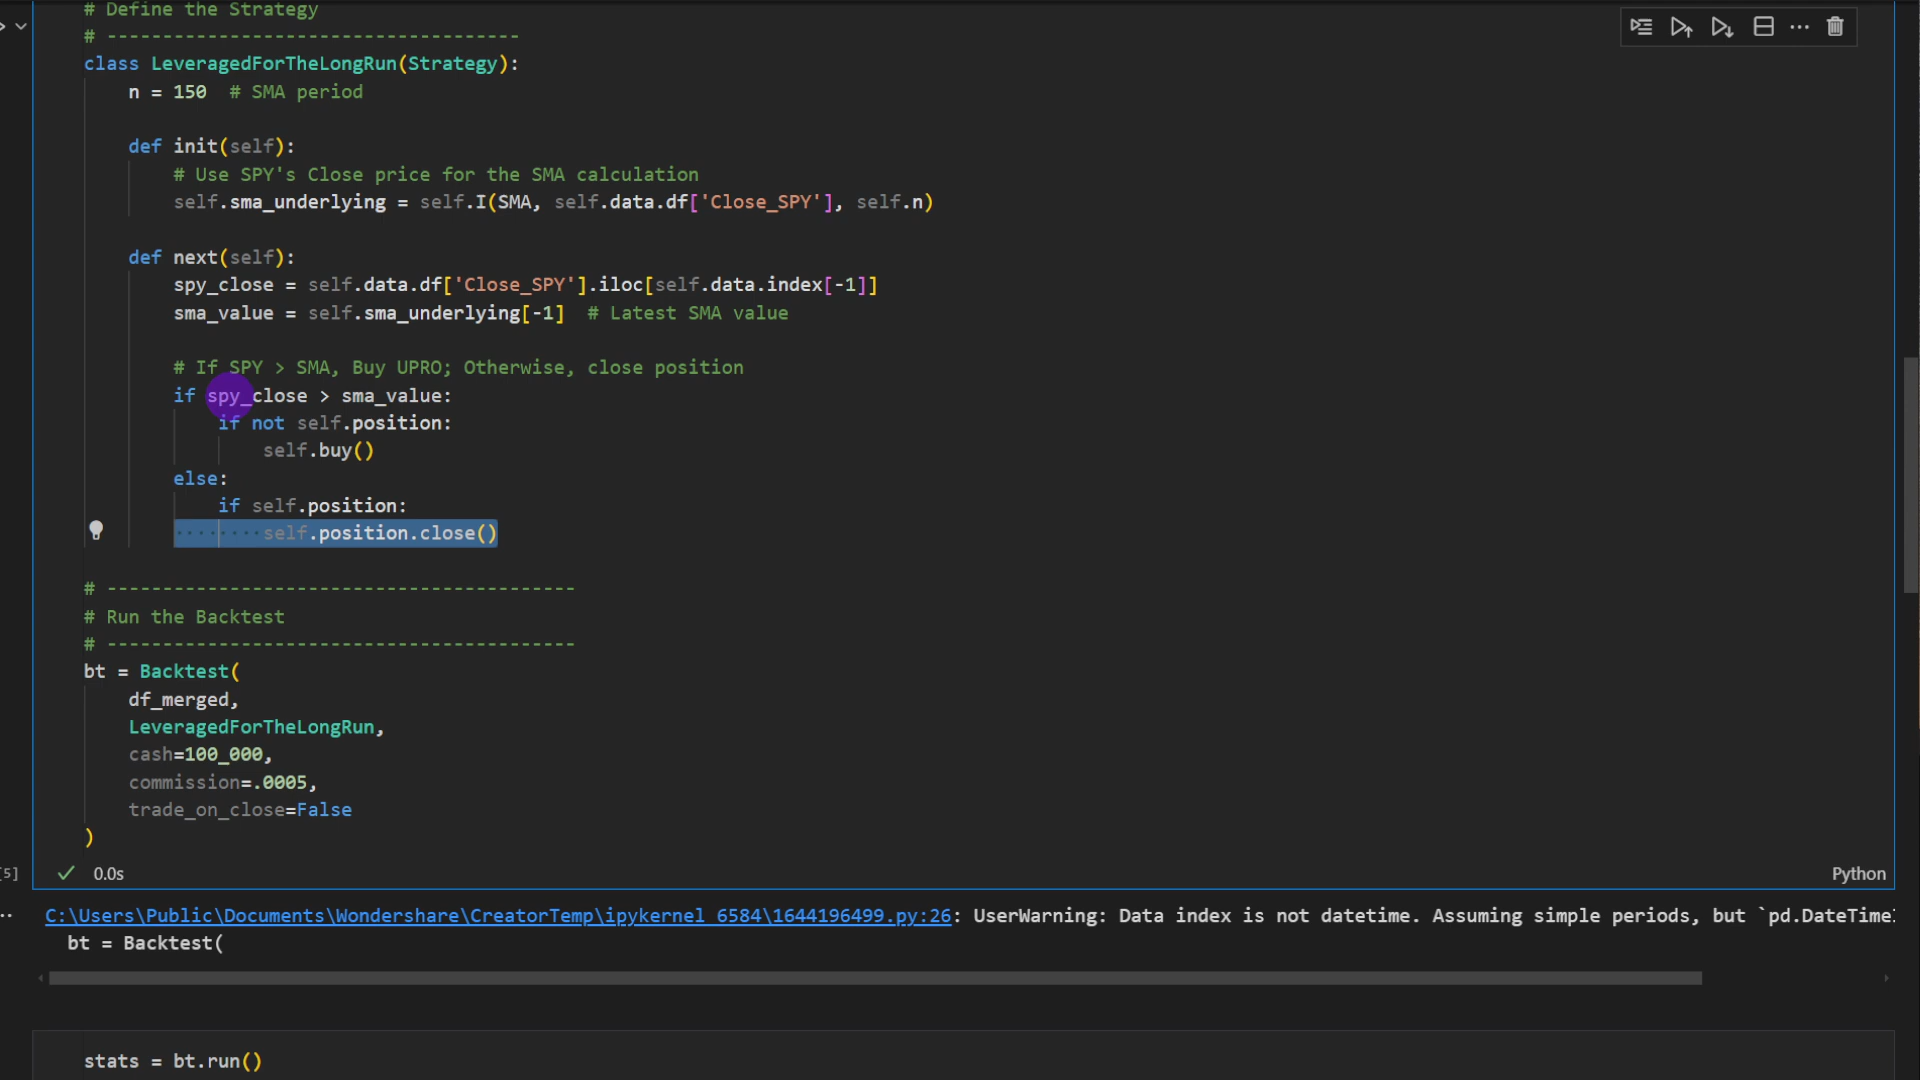 # Define the Strategy
# -------------------------------------
class LeveragedForTheLongRun(Strategy):
    n = 150  # SMA period

    def init(self):
        # Use SPY's Close price for the SMA calculation
        self.sma_underlying = self.I(SMA, self.data.df['Close_SPY'], self.n)

    def next(self):
        spy_close = self.data.df['Close_SPY'].iloc[self.data.index[-1]]
        sma_value = self.sma_underlying[-1]  # Latest SMA value

        # If SPY > SMA, Buy UPRO; Otherwise, close position
        if spy_close > sma_value:
            if not self.position:
                self.buy()
        else:
            if self.position:
                self.position.close()

# ------------------------------------------
# Run the Backtest
# ------------------------------------------
bt = Backtest(
    df_merged,
    LeveragedForTheLongRun,
    cash=100_000,
    commission=.0005,
    trade_on_close=False
)
5] 0.0s Python
C:\Users\Public\Documents\Wondershare\CreatorTemp\ipykernel_6584\1644196499.py:26: UserWarning: Data index is not datetime. Assuming simple periods, but `pd.DateTime
  bt = Backtest(
stats = bt.run()